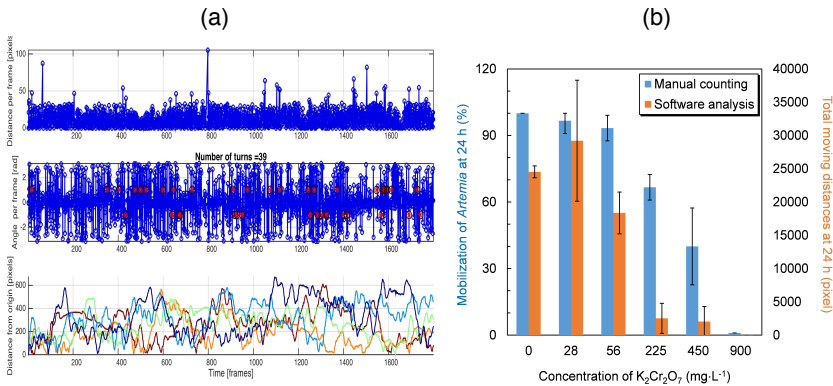 (a)
Distance per frame [pixels]
100
50
0
200 400 600 800 1000 1200 1400 1600
Number of turns =39
Angle per frame [rad]
2
0
-2
200 400 600 800 1000 1200 1400 1600
Distance from origin [pixels]
600
400
200
0
200 400 600 800 1000 1200 1400 1600
Time [frames]
(b)
Mobilization of Artemia at 24 h (%)
120
90
60
30
0
Manual counting
Software analysis
40000
35000
30000
25000
20000
15000
10000
5000
0
Total moving distances at 24 h (pixel)
0 28 56 225 450 900
Concentration of K₂Cr₂O₇ (mg·L⁻¹)